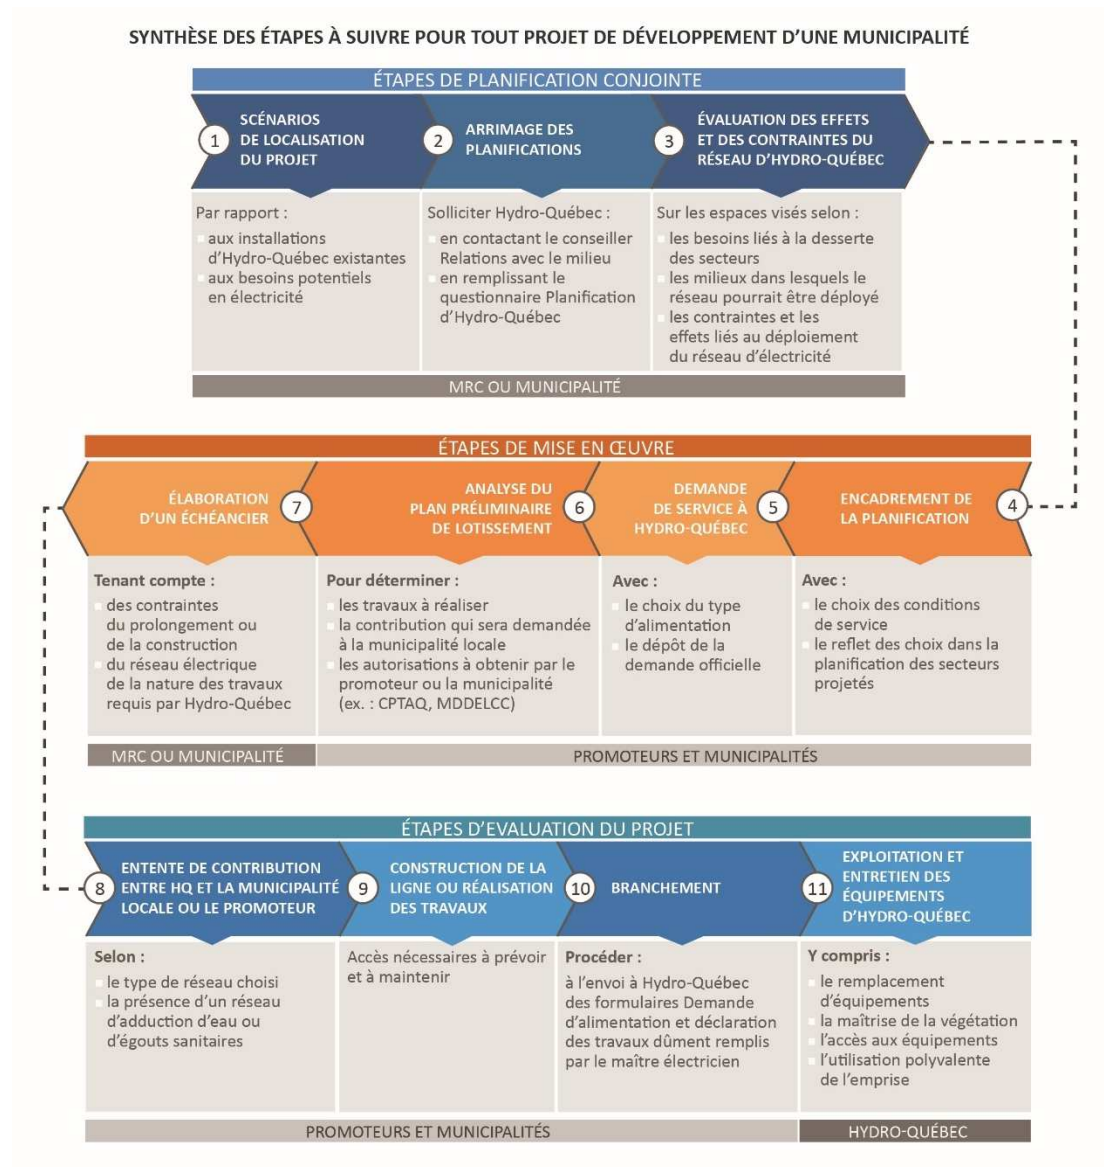 SYNTHÈSE DES ÉTAPES À SUIVRE POUR TOUT PROJET DE DÉVELOPPEMENT D'UNE MUNICIPALITÉ
ÉTAPES DE PLANIFICATION CONJOINTE
1
SCÉNARIOS
DE LOCALISATION
DU PROJET
Par rapport :
aux installations
d'Hydro-Québec existantes
aux besoins potentiels
en électricité
2
ARRIMAGE DES
PLANIFICATIONS
Solliciter Hydro-Québec :
en contactant le conseiller
Relations avec le milieu
en remplissant le
questionnaire Planification
d'Hydro-Québec
3
ÉVALUATION DES EFFETS
ET DES CONTRAINTES DU
RÉSEAU D'HYDRO-QUÉBEC
Sur les espaces visés selon :
les besoins liés à la desserte
des secteurs
les milieux dans lesquels le
réseau pourrait être déployé
les contraintes et les
effets liés au déploiement
du réseau d'électricité
MRC OU MUNICIPALITÉ
ÉTAPES DE MISE EN ŒUVRE
ENCADREMENT DE
LA PLANIFICATION
4
Avec :
le choix des conditions
de service
le reflet des choix dans la
planification des secteurs
projetés
DEMANDE
DE SERVICE À
HYDRO-QUÉBEC
5
Avec :
le choix du type
d'alimentation
le dépôt de la
demande officielle
ANALYSE DU
PLAN PRÉLIMINAIRE
DE LOTISSEMENT
6
Pour déterminer :
les travaux à réaliser
la contribution qui sera demandée
à la municipalité locale
les autorisations à obtenir par le
promoteur ou la municipalité
(ex. : CPTAQ, MDDELCC)
ÉLABORATION
D'UN ÉCHÉANCIER
7
Tenant compte :
des contraintes
du prolongement ou
de la construction
du réseau électrique
de la nature des travaux
requis par Hydro-Québec
MRC OU MUNICIPALITÉ
PROMOTEURS ET MUNICIPALITÉS
ÉTAPES D'EVALUATION DU PROJET
8
ENTENTE DE CONTRIBUTION
ENTRE HQ ET LA MUNICIPALITÉ
LOCALE OU LE PROMOTEUR
Selon :
le type de réseau choisi
la présence d'un réseau
d'adduction d'eau ou
d'égouts sanitaires
9
CONSTRUCTION DE LA
LIGNE OU RÉALISATION
DES TRAVAUX
Accès nécessaires à prévoir
et à maintenir
10
BRANCHEMENT
Procéder :
à l'envoi à Hydro-Québec
des formulaires Demande
d'alimentation et déclaration
des travaux dûment remplis
par le maître électricien
11
EXPLOITATION ET
ENTRETIEN DES
ÉQUIPEMENTS
D'HYDRO-QUÉBEC
Y compris :
le remplacement
d'équipements
la maîtrise de la végétation
l'accès aux équipements
l'utilisation polyvalente
de l'emprise
PROMOTEURS ET MUNICIPALITÉS
HYDRO-QUÉBEC